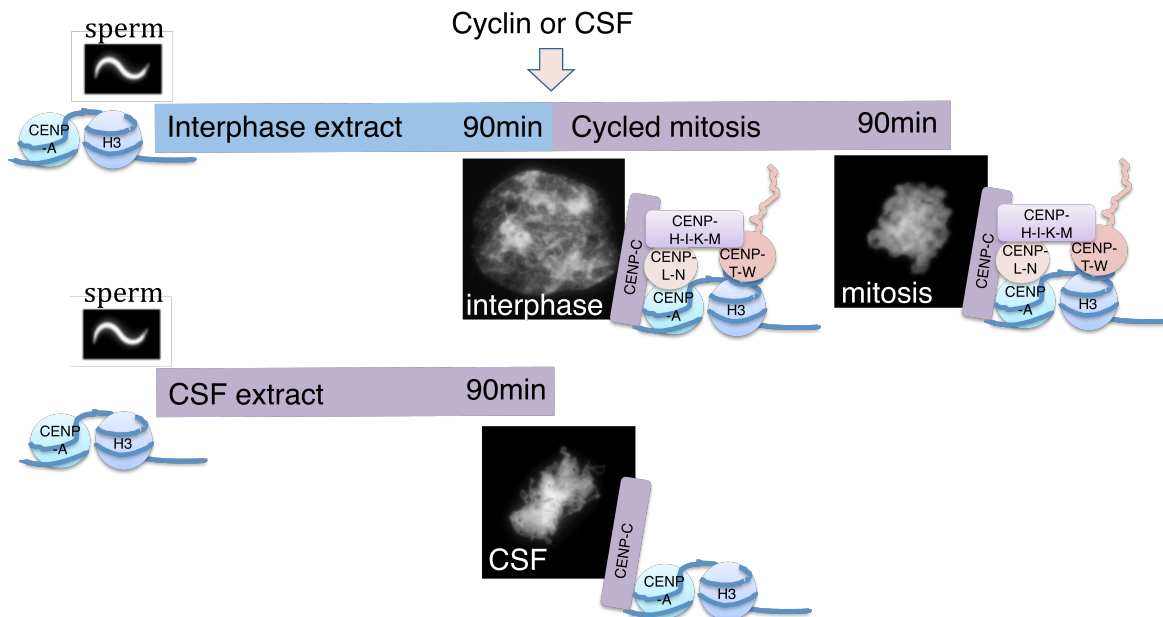 Cyclin or CSF
sperm
CENP
-A
H3
Interphase extract 90min
Cycled mitosis 90min
interphase
CENP-C
CENP-
H-I-K-M
CENP-
L-N
CENP-
T-W
CENP
-A
H3
mitosis
CENP-C
CENP-
H-I-K-M
CENP-
L-N
CENP-
T-W
CENP
-A
H3
sperm
CENP
-A
H3
CSF extract 90min
CSF
CENP-C
CENP
-A
H3